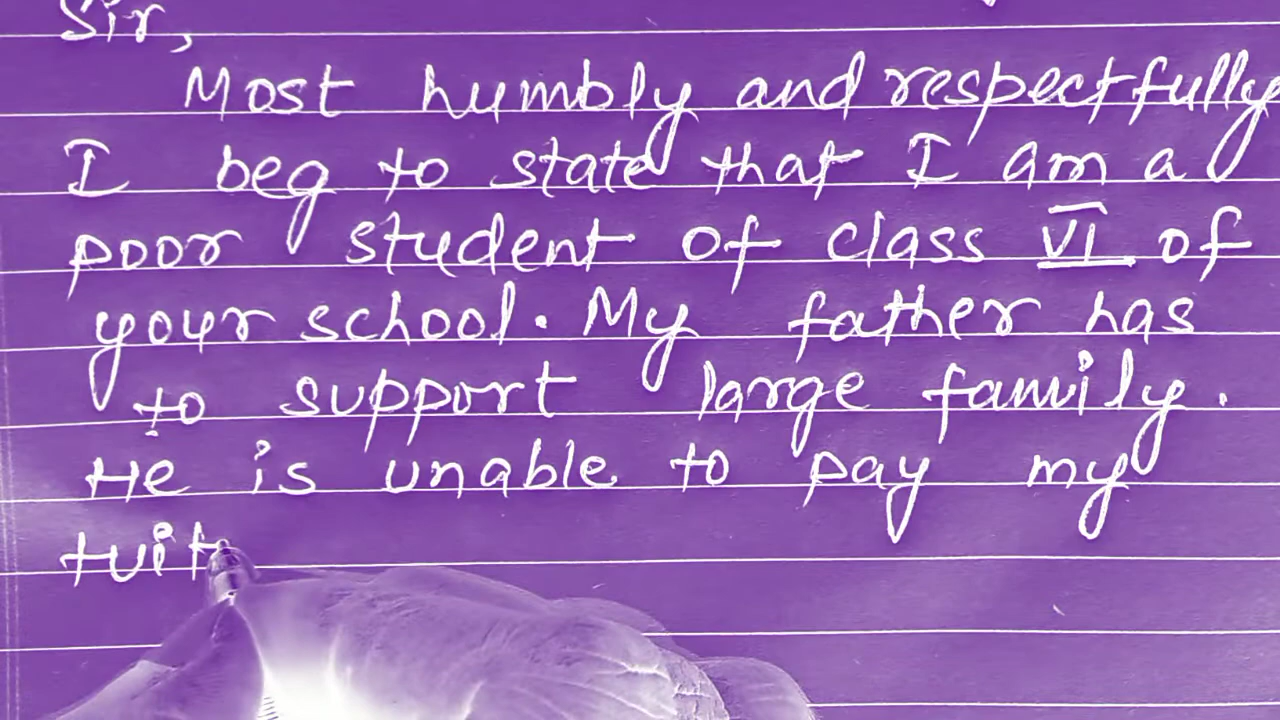 Sir,
Most humbly and respectfully
I beg to state that I am a
poor student of class VI of
your school. My father has
to support large family.
He is unable to pay my
tuit